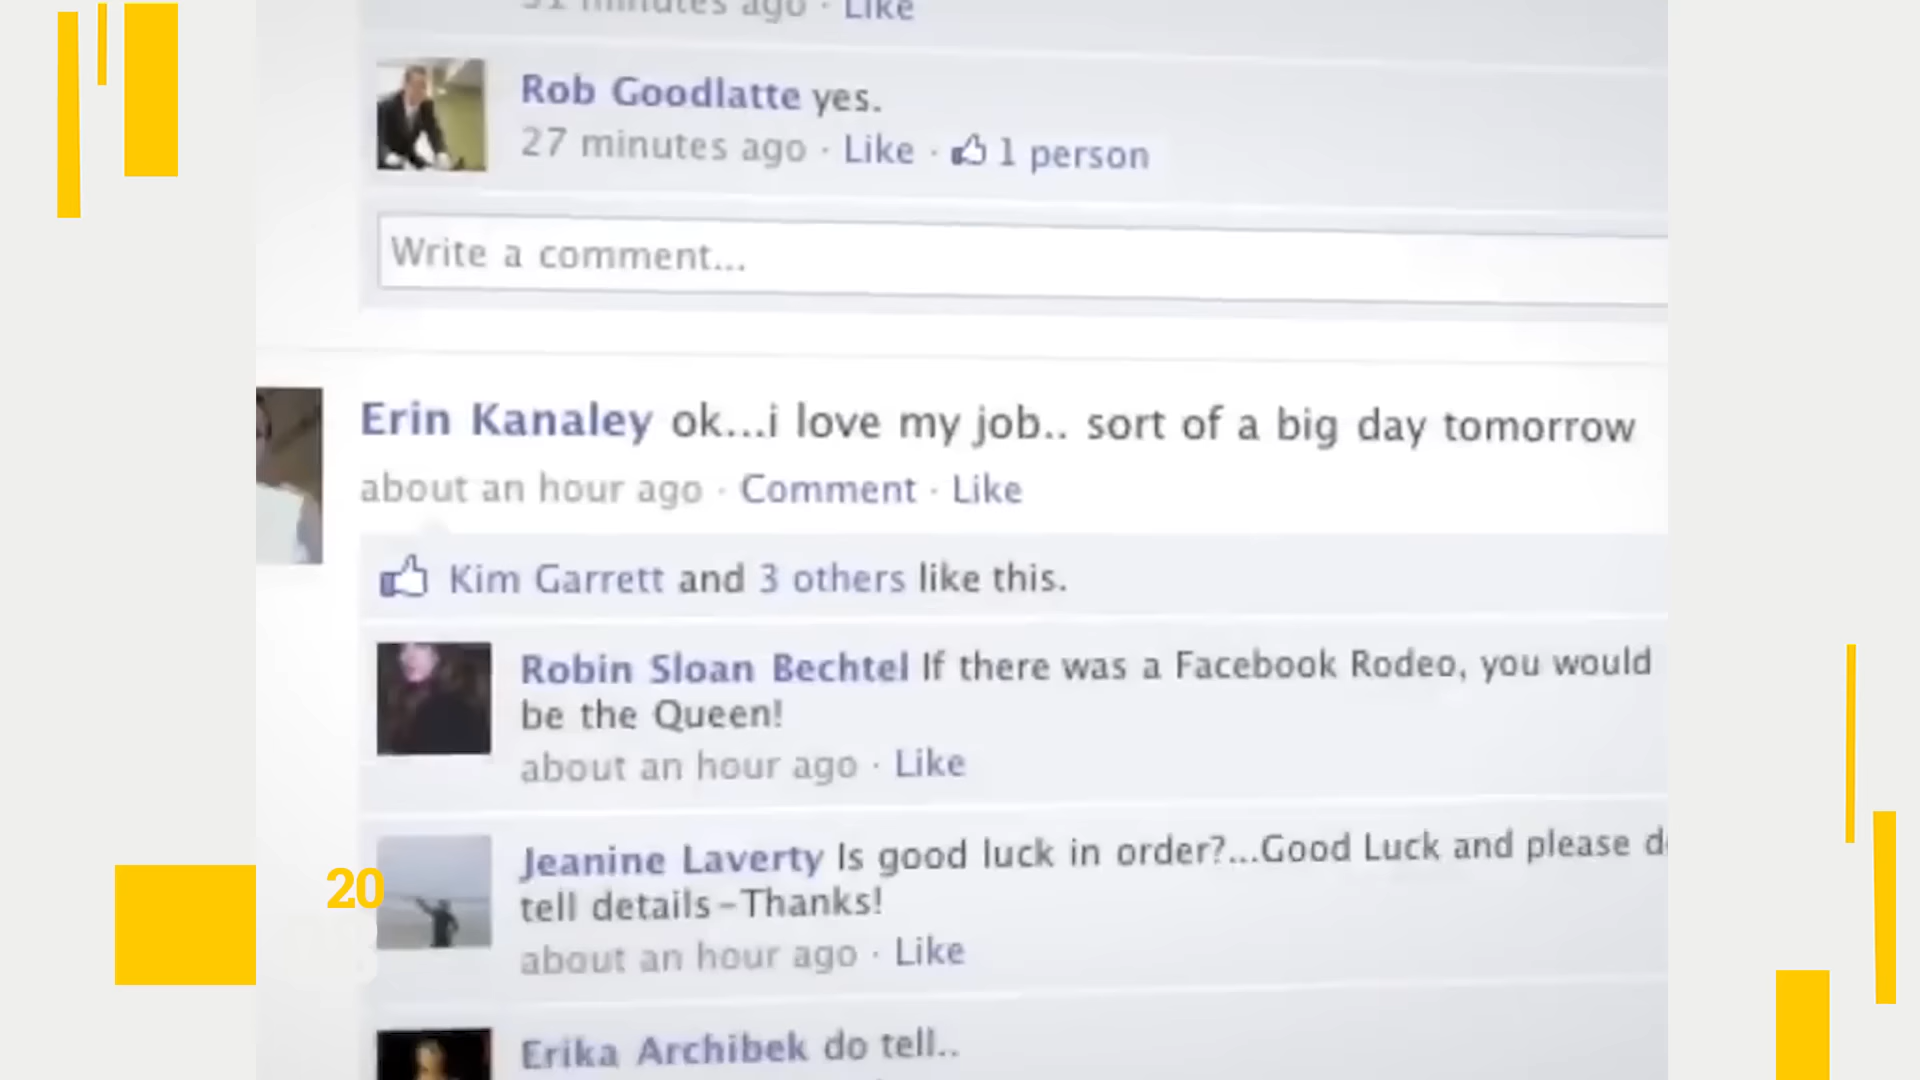 31 minutes ago · Like
Rob Goodlatte yes.
27 minutes ago · Like · 1 person
Write a comment...
Erin Kanaley ok...i love my job.. sort of a big day tomorrow
about an hour ago · Comment · Like
Kim Garrett and 3 others like this.
Robin Sloan Bechtel If there was a Facebook Rodeo, you would
be the Queen!
about an hour ago · Like
Jeanine Laverty Is good luck in order?...Good Luck and please
tell details–Thanks!
about an hour ago · Like
20
Erika Archibek do tell..